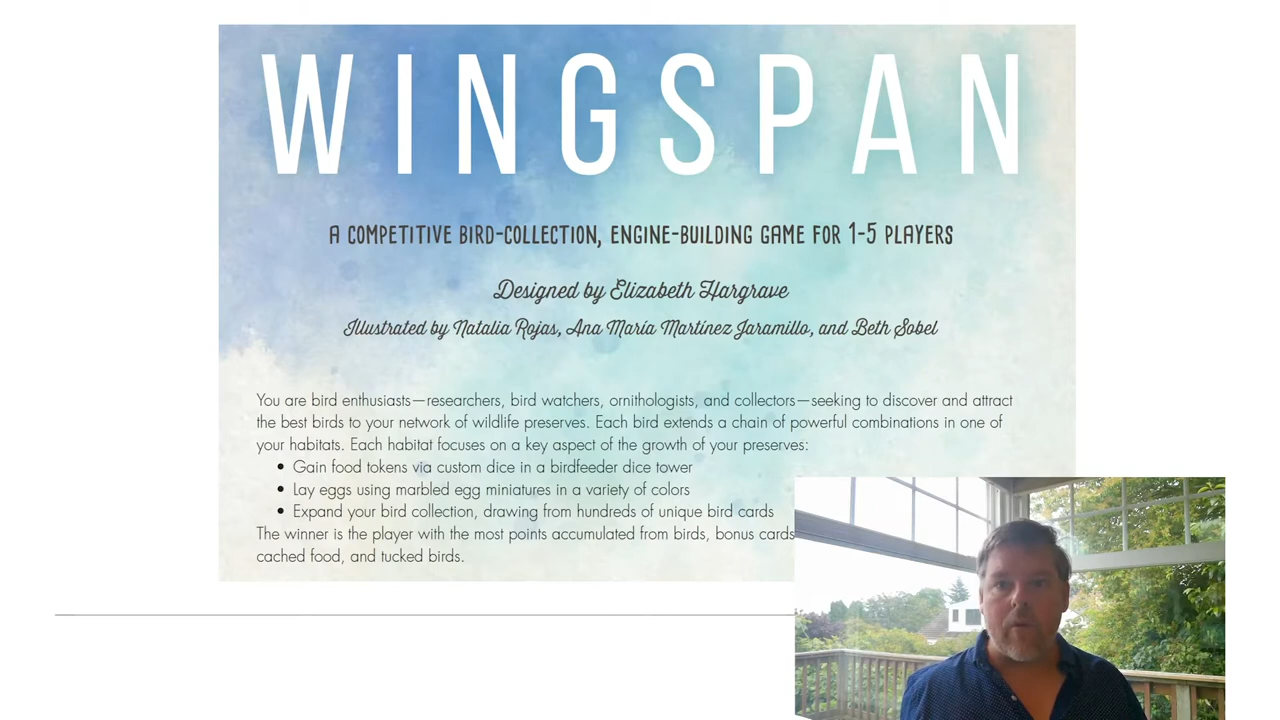 WINGSPAN
A COMPETITIVE BIRD-COLLECTION, ENGINE-BUILDING GAME FOR 1-5 PLAYERS
Designed by Elizabeth Hargrave
Illustrated by Natalia Rojas, Ana María Martínez Jaramillo, and Beth Sobel
You are bird enthusiasts—researchers, bird watchers, ornithologists, and collectors—seeking to discover and attract
the best birds to your network of wildlife preserves. Each bird extends a chain of powerful combinations in one of
your habitats. Each habitat focuses on a key aspect of the growth of your preserves:
• Gain food tokens via custom dice in a birdfeeder dice tower
• Lay eggs using marbled egg miniatures in a variety of colors
• Expand your bird collection, drawing from hundreds of unique bird cards
The winner is the player with the most points accumulated from birds, bonus cards
cached food, and tucked birds.